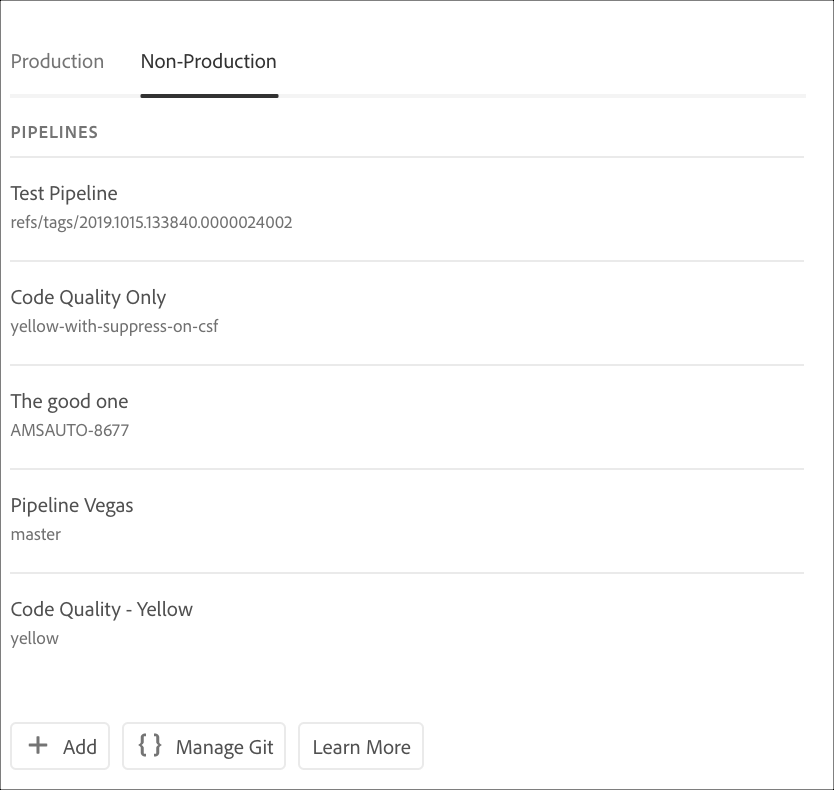 Production Non-Production
PIPELINES
Test Pipeline
refs/tags/2019.1015.133840.0000024002
Code Quality Only
yellow-with-suppress-on-csf
The good one
AMSAUTO-8677
Pipeline Vegas
master
Code Quality - Yellow
yellow
+ Add { } Manage Git Learn More